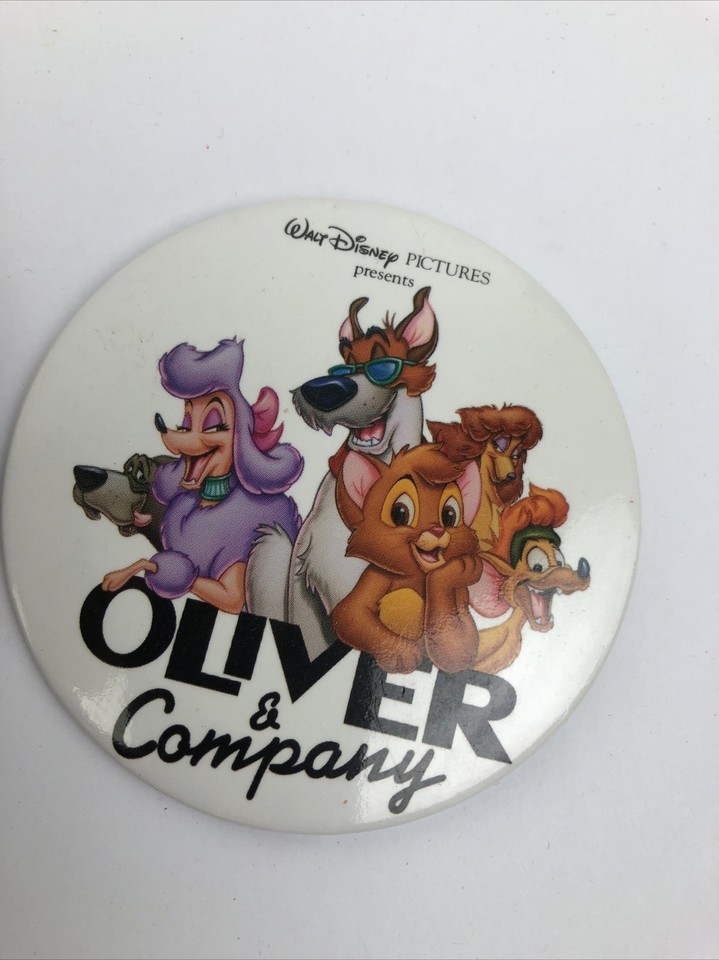 WALT DISNEY PICTURES
presents
OLIVER
&
Company